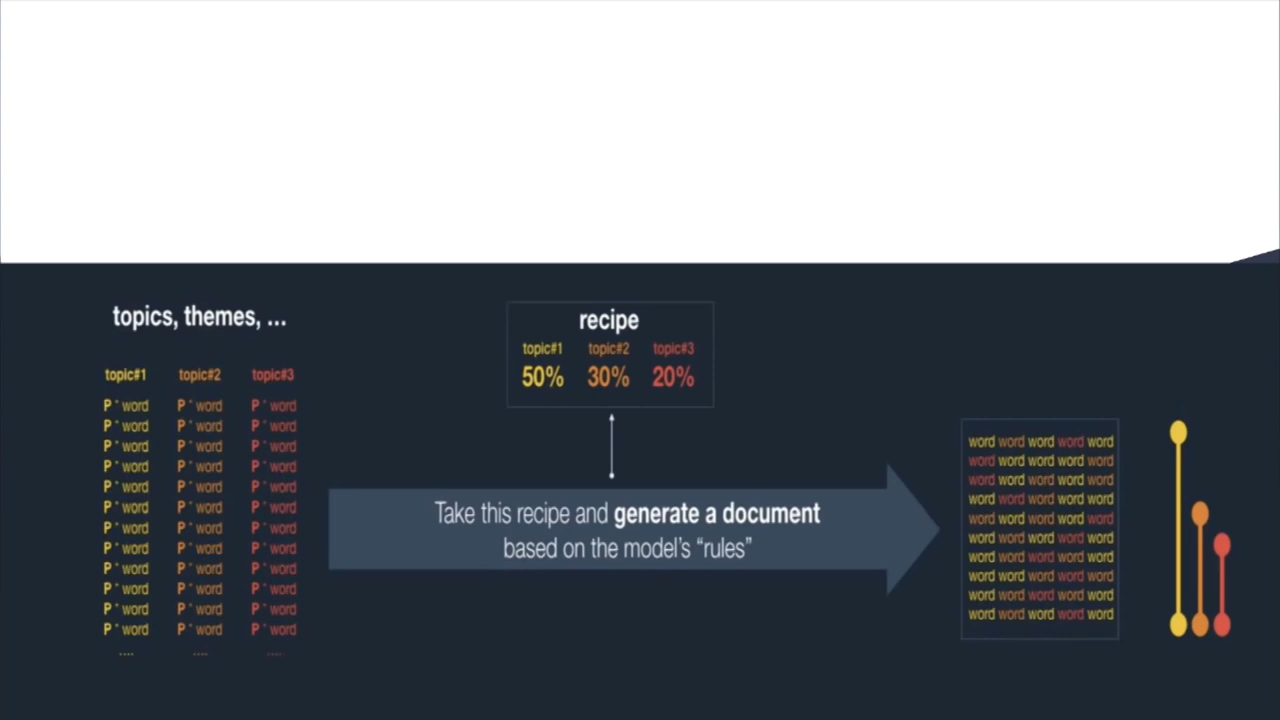 topics, themes, ...
topic#1 topic#2 topic#3
P * word P * word P * word
P * word P * word P * word
P * word P * word P * word
P * word P * word P * word
P * word P * word P * word
P * word P * word P * word
P * word P * word P * word
P * word P * word P * word
P * word P * word P * word
P * word P * word P * word
P * word P * word P * word
P * word P * word P * word
.... .... ....
recipe
topic#1 topic#2 topic#3
50% 30% 20%
Take this recipe and generate a document
based on the model’s “rules”
word word word word word
word word word word word
word word word word word
word word word word word
word word word word word
word word word word word
word word word word word
word word word word word
word word word word word
word word word word word